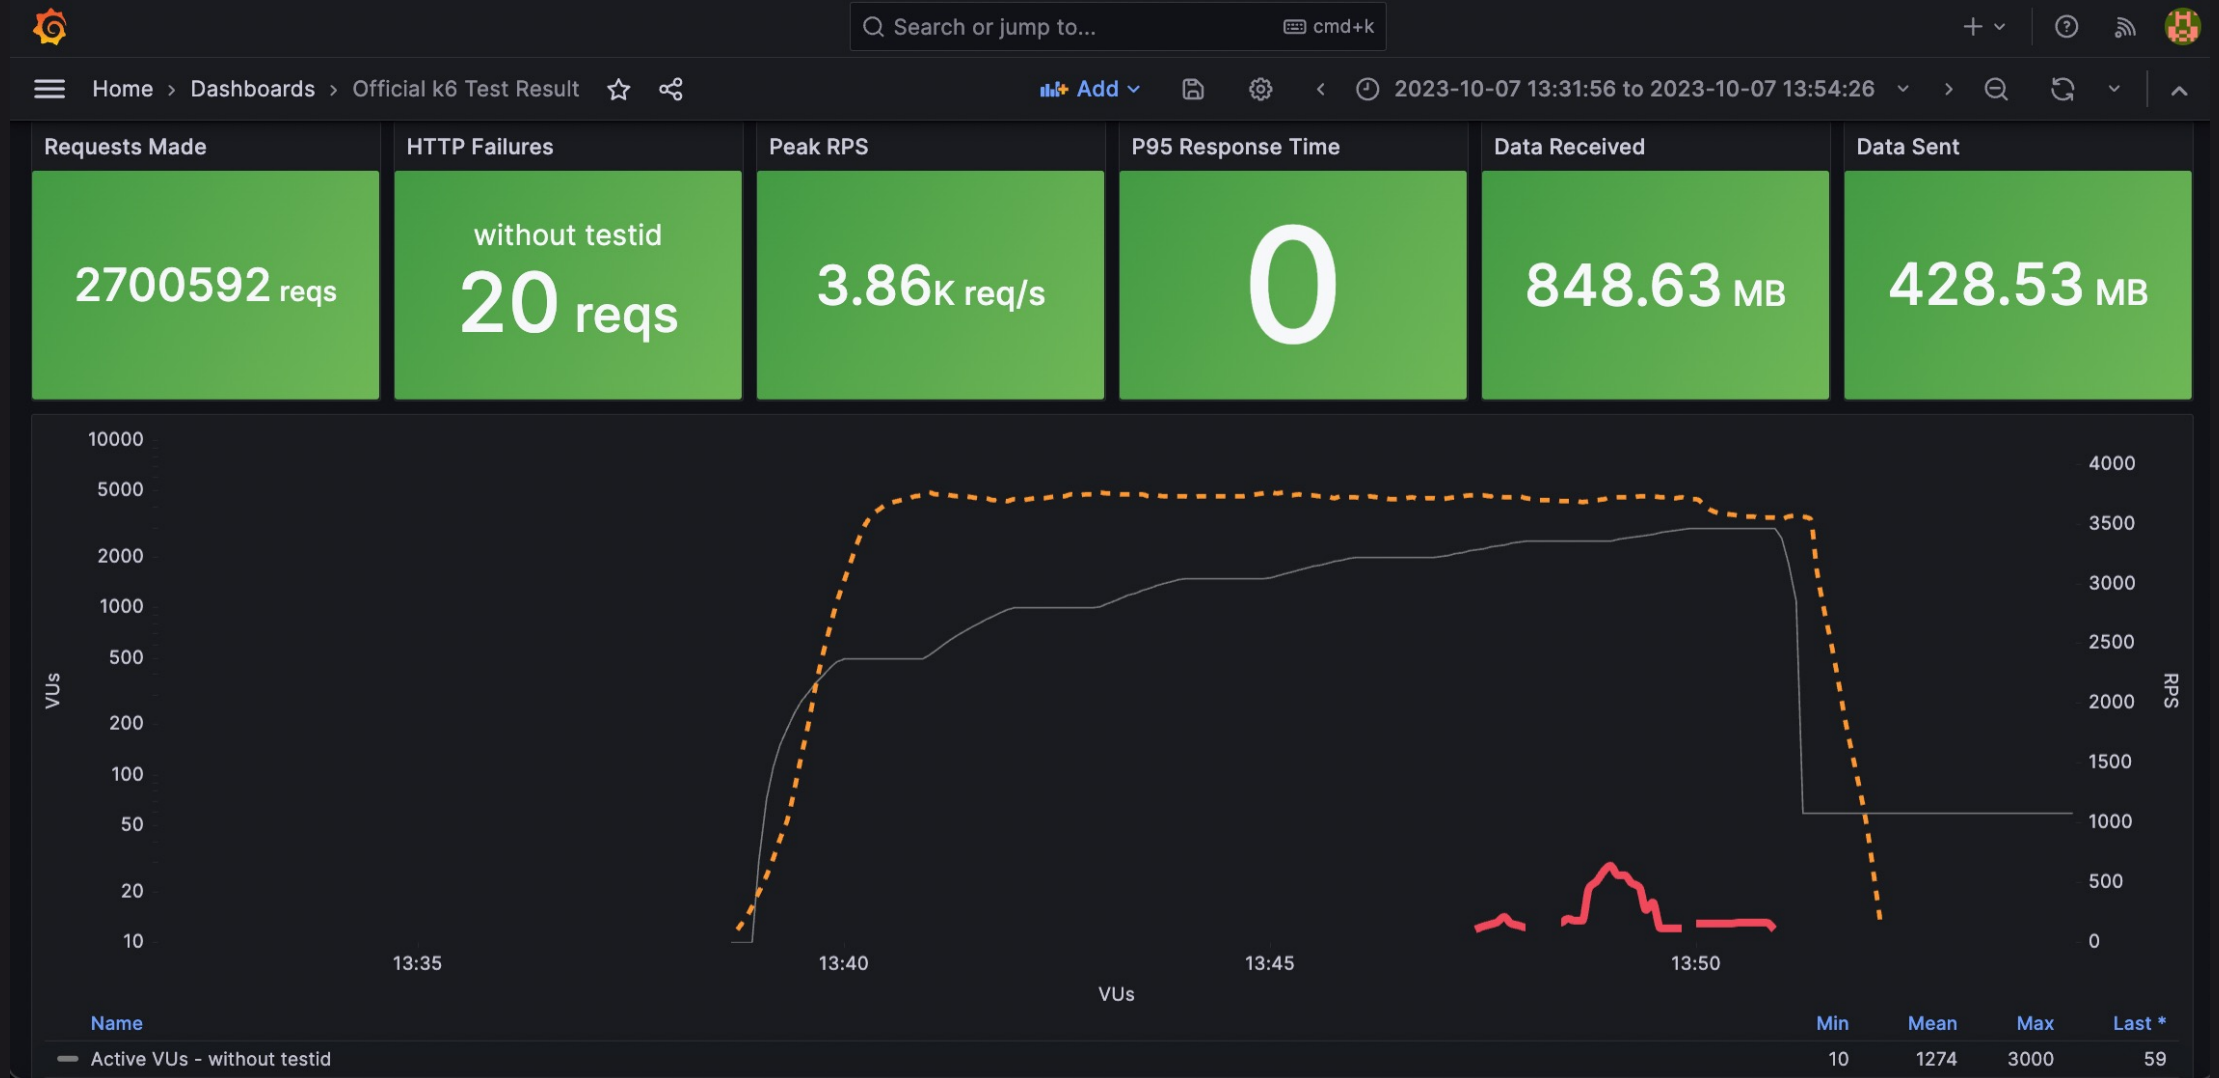 Search or jump to... cmd+k
Home › Dashboards › Official k6 Test Result Add 2023-10-07 13:31:56 to 2023-10-07 13:54:26
Requests Made
2700592 reqs
HTTP Failures
without testid
20 reqs
Peak RPS
3.86K req/s
P95 Response Time
0
Data Received
848.63 MB
Data Sent
428.53 MB
VUs
10000
5000
2000
1000
500
200
100
50
20
10
4000
3500
3000
2500
2000
1500
1000
500
0
RPS
13:35 13:40 13:45 13:50
VUs
Name Min Mean Max Last *
Active VUs - without testid 10 1274 3000 59